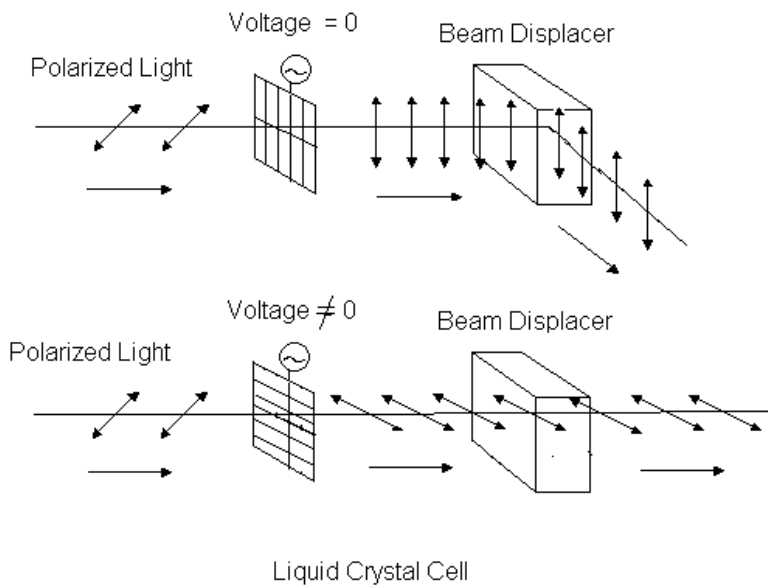 Voltage = 0
Beam Displacer
Polarized Light
Voltage ≠ 0
Beam Displacer
Polarized Light
Liquid Crystal Cell